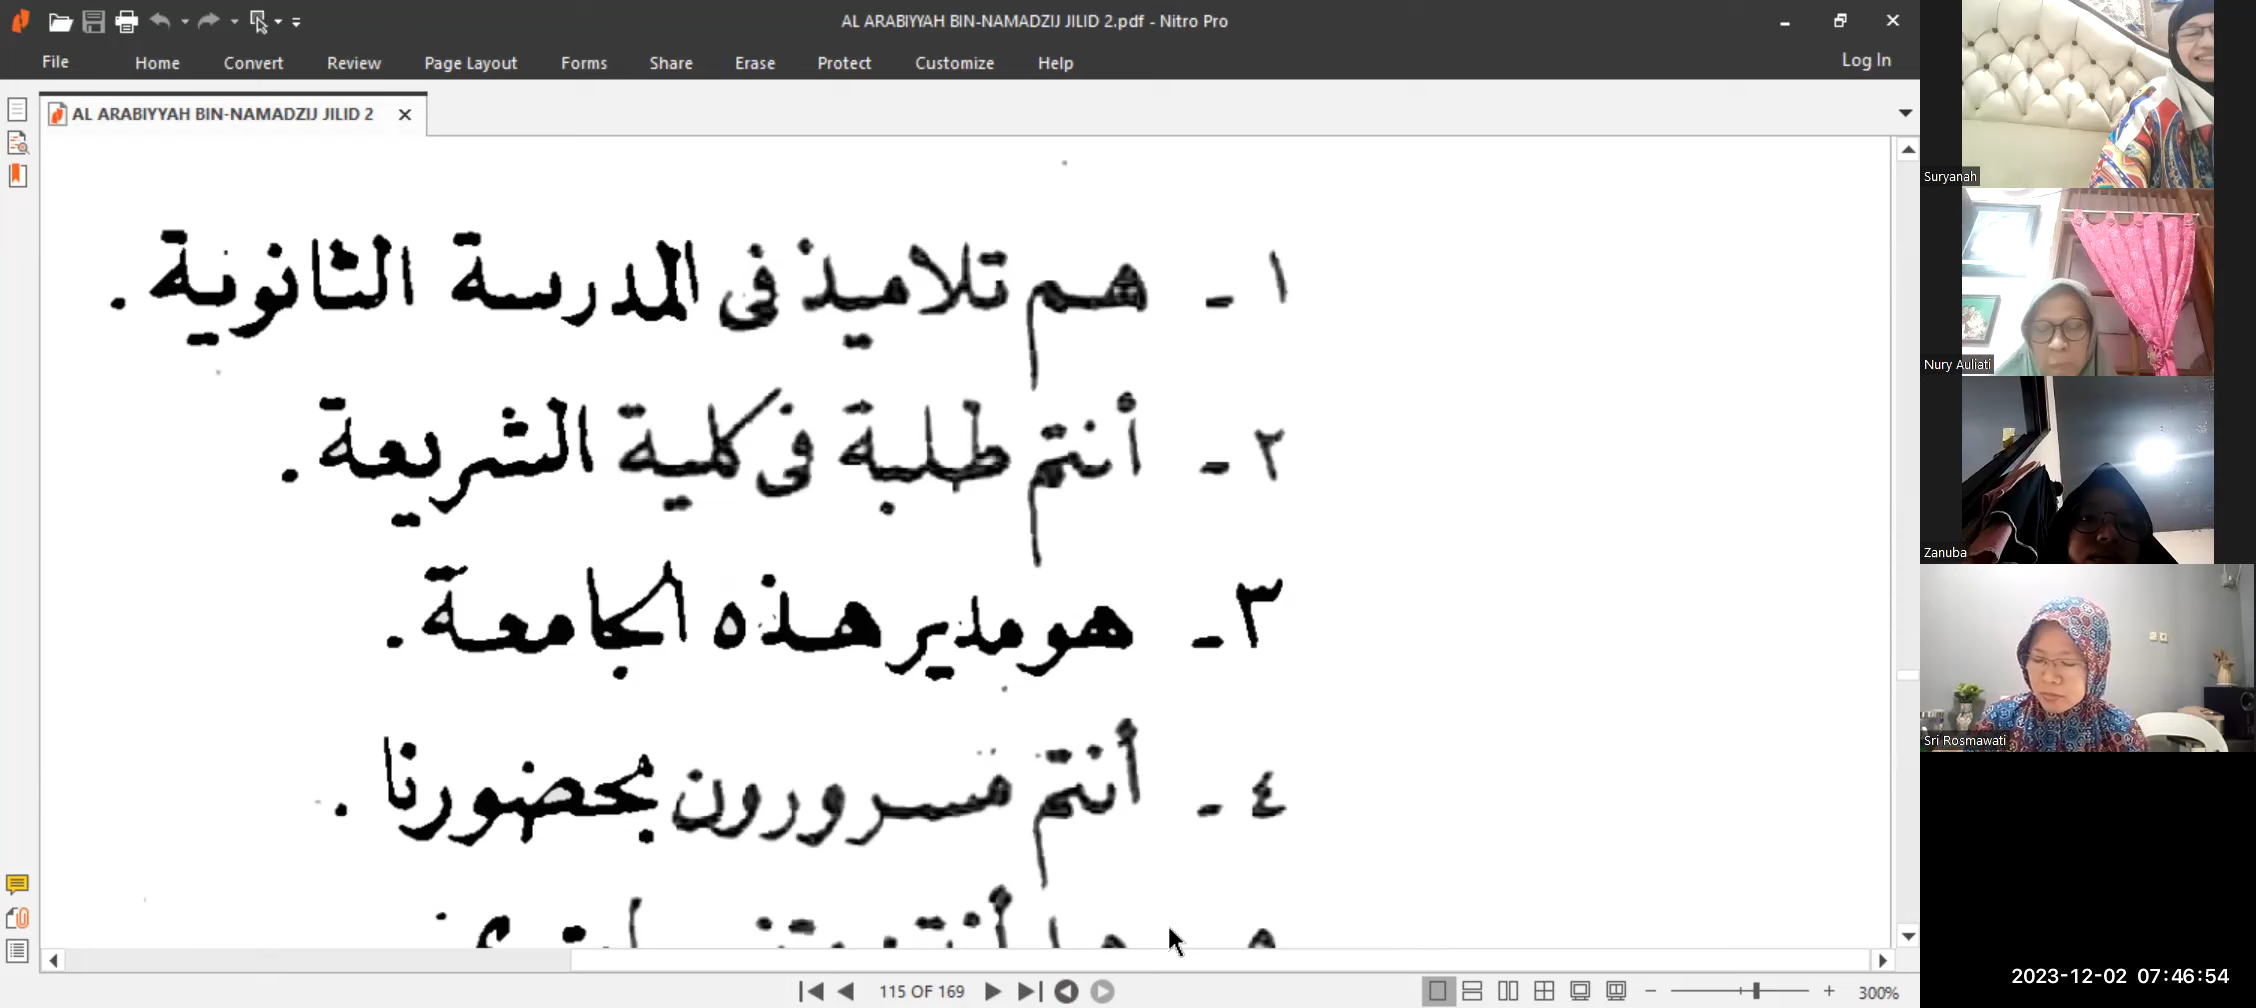 AL ARABIYYAH BIN-NAMADZIJ JILID 2.pdf - Nitro Pro
File Home Convert Review Page Layout Forms Share Erase Protect Customize Help Log In
AL ARABIYYAH BIN-NAMADZIJ JILID 2
١ - هم تلاميذ فى المدرسة الثانوية .
٢ - أنتم طلبة فى كلية الشريعة .
٣ - هو مدير هذه الجامعة .
٤ - أنتم مسرورون بحضورنا .
Suryanah
Nury Auliati
Zanuba
Sri Rosmawati
2023-12-02 07:46:54
115 OF 169
300%